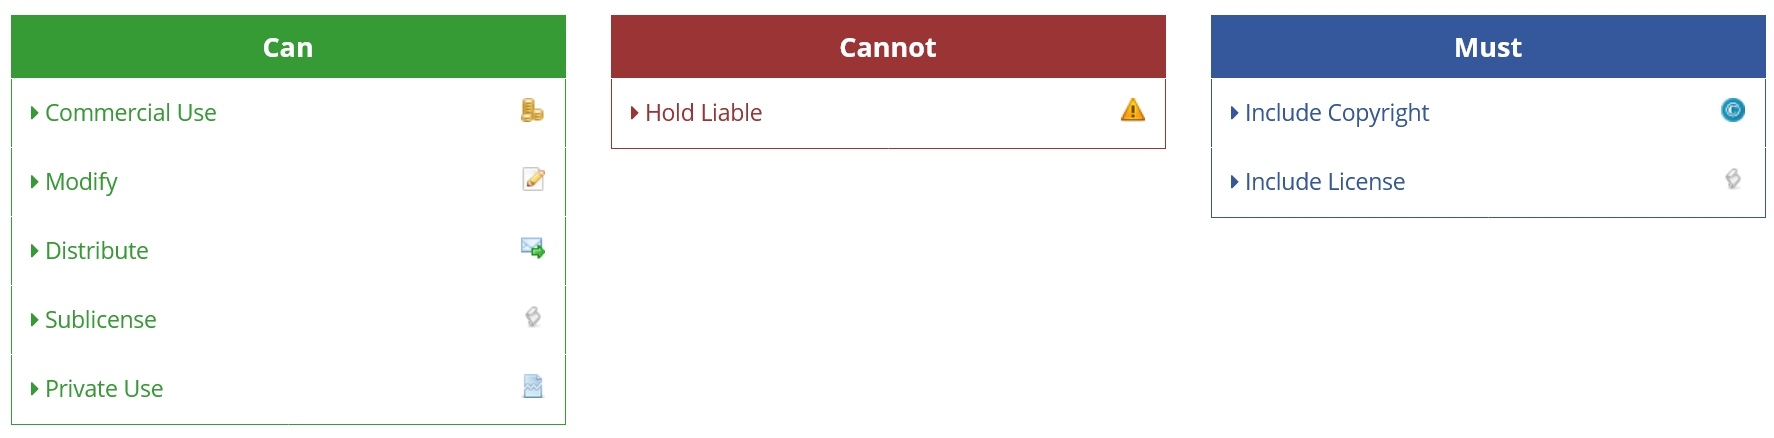 Can
Commercial Use
Modify
Distribute
Sublicense
Private Use
Cannot
Hold Liable
Must
Include Copyright
Include License